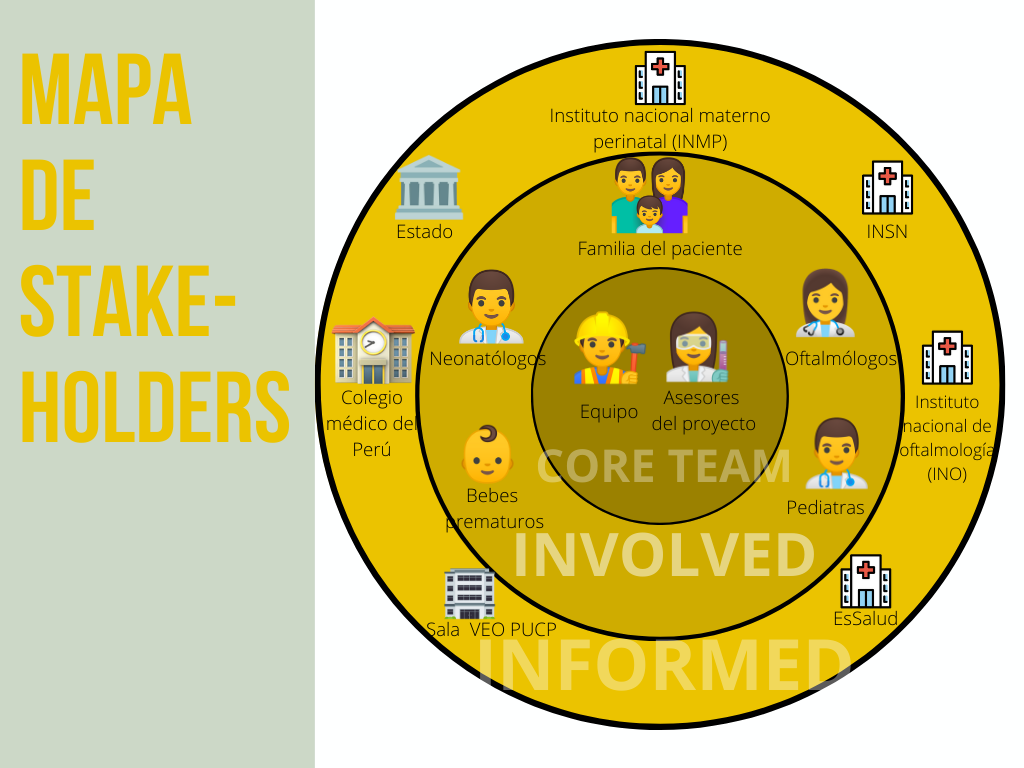 MAPA
DE
STAKE-
HOLDERS
Instituto nacional materno
perinatal (INMP)
Estado
INSN
Familia del paciente
Neonatólogos
Oftalmólogos
Colegio
médico del
Perú
Equipo
Asesores
del proyecto
Instituto
nacional de
oftalmología
(INO)
CORE TEAM
Bebes
prematuros
Pediatras
INVOLVED
Sala VEO PUCP
EsSalud
INFORMED